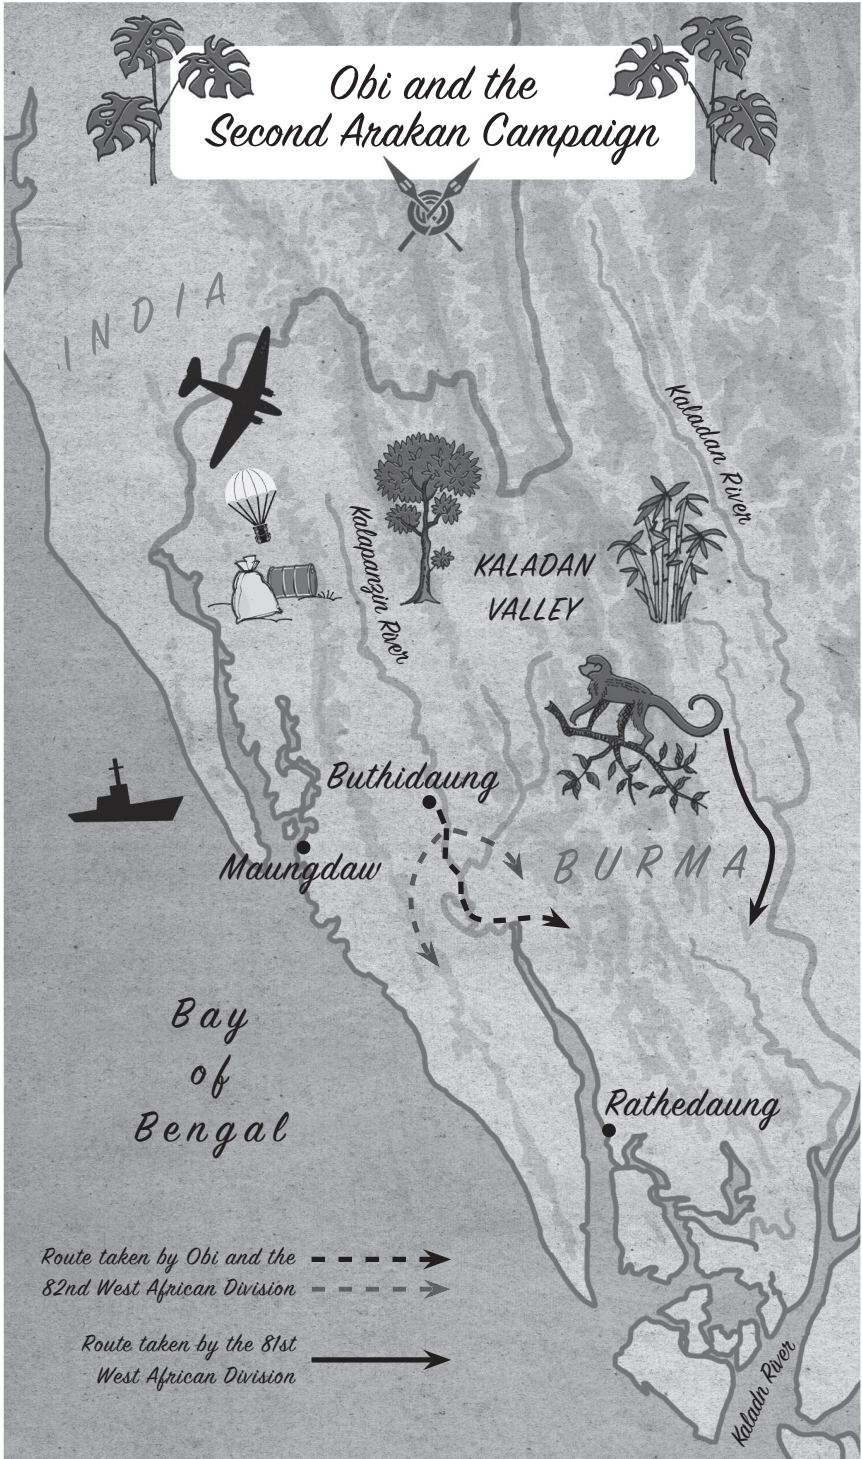 Obi and the
Second Arakan Campaign
INDIA
Kaladan River
Kalapanzin River
KALADAN
VALLEY
Buthidaung
Maungdaw
BURMA
Bay
of
Bengal
Rathedaung
Route taken by Obi and the
82nd West African Division
Route taken by the 81st
West African Division
Kaladn River